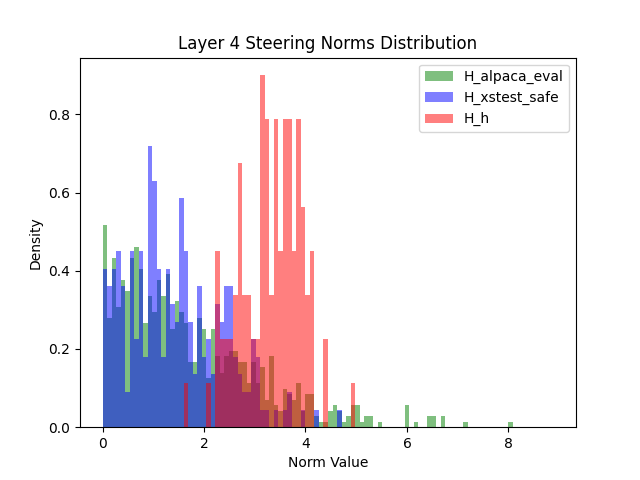 Layer 4 Steering Norms Distribution
H_alpaca_eval
H_xstest_safe
H_h
Density
0.8
0.6
0.4
0.2
0.0
0
2
4
6
8
Norm Value